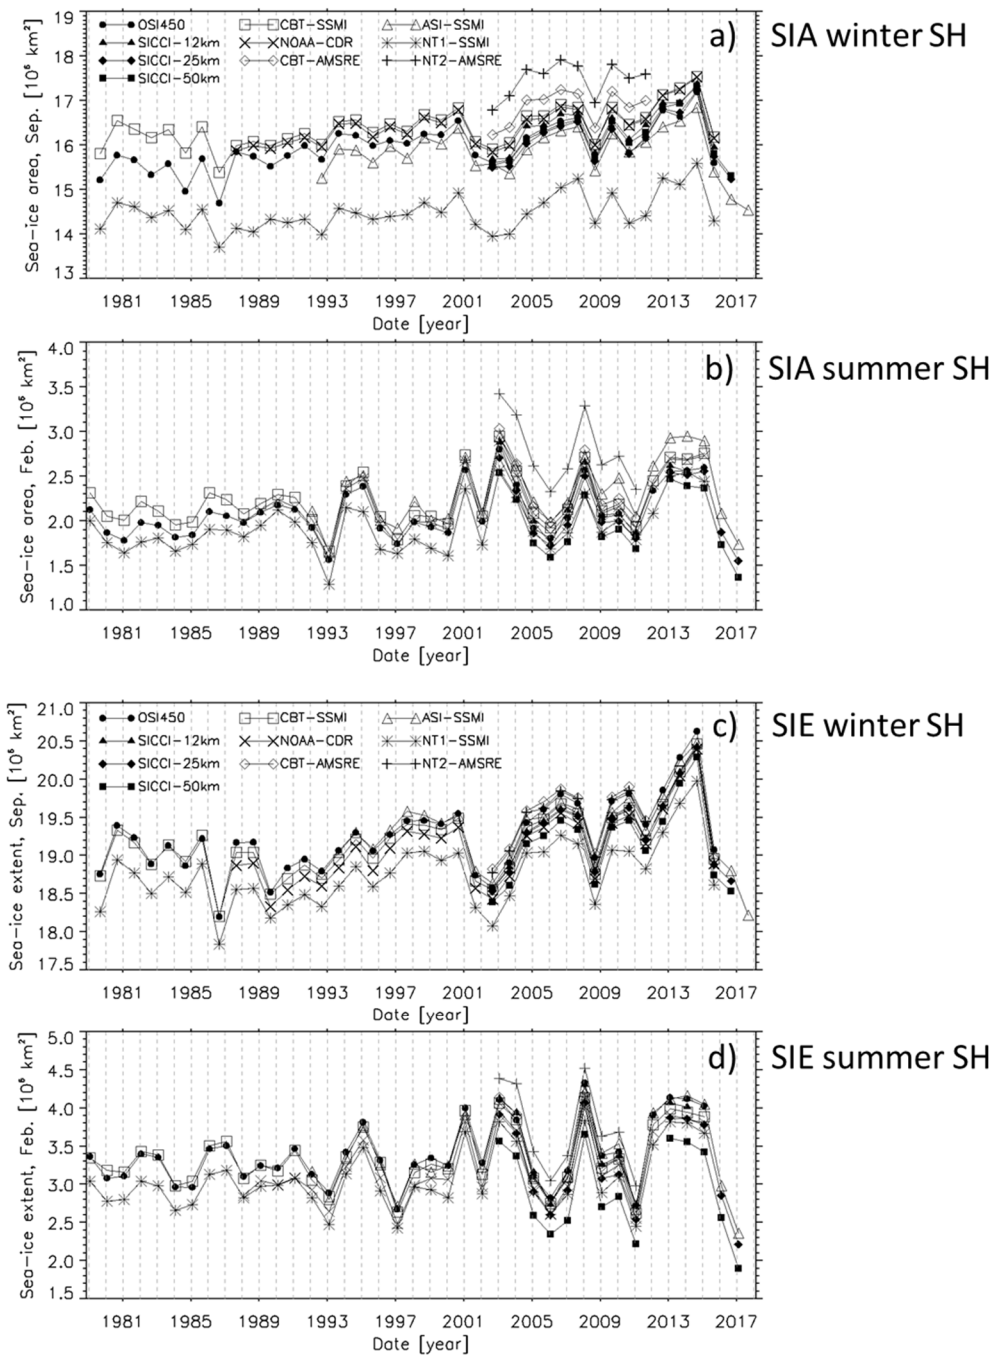 a) SIA winter SH
OSI450 CBT-SSMI ASI-SSMI
SICCI-12km NOAA-CDR NT1-SSMI
SICCI-25km CBT-AMSRE NT2-AMSRE
SICCI-50km
Sea-ice area, Sep. [10⁶ km²]
19
18
17
16
15
14
13
1981 1985 1989 1993 1997 2001 2005 2009 2013 2017
Date [year]
b) SIA summer SH
Sea-ice area, Feb. [10⁶ km²]
4.0
3.5
3.0
2.5
2.0
1.5
1.0
1981 1985 1989 1993 1997 2001 2005 2009 2013 2017
Date [year]
c) SIE winter SH
OSI450 CBT-SSMI ASI-SSMI
SICCI-12km NOAA-CDR NT1-SSMI
SICCI-25km CBT-AMSRE NT2-AMSRE
SICCI-50km
Sea-ice extent, Sep. [10⁶ km²]
21.0
20.5
20.0
19.5
19.0
18.5
18.0
17.5
1981 1985 1989 1993 1997 2001 2005 2009 2013 2017
Date [year]
d) SIE summer SH
Sea-ice extent, Feb. [10⁶ km²]
5.0
4.5
4.0
3.5
3.0
2.5
2.0
1.5
1981 1985 1989 1993 1997 2001 2005 2009 2013 2017
Date [year]